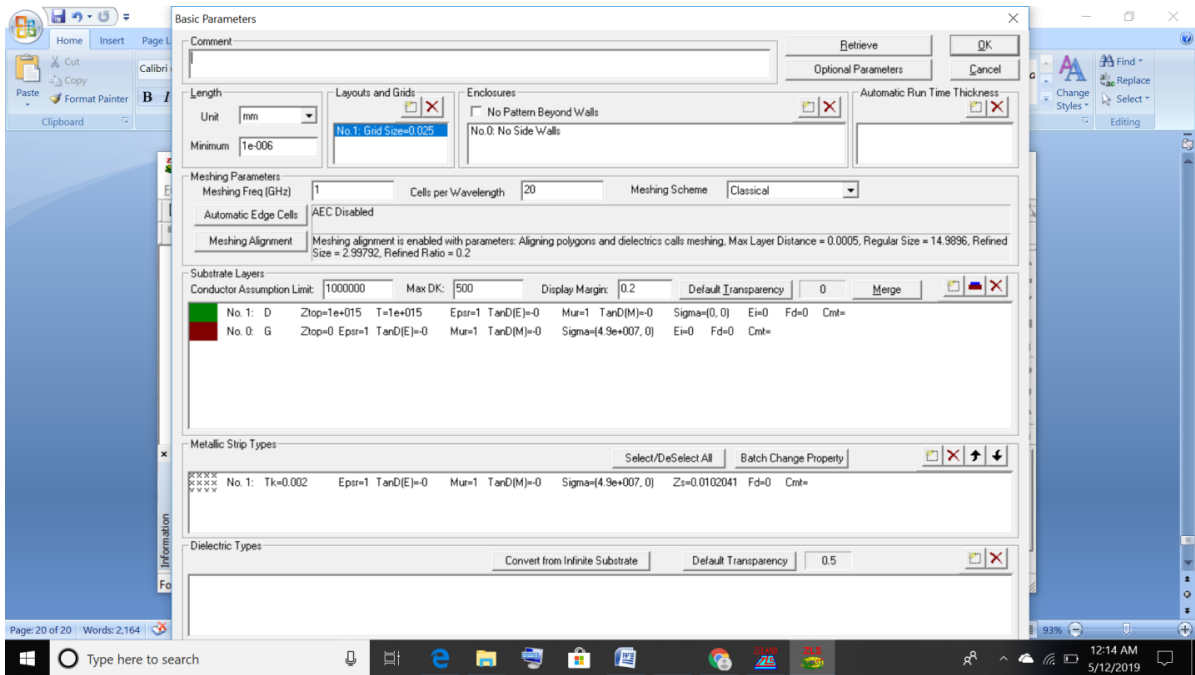 Basic Parameters
Home Insert Page L
Cut
Copy
Format Painter
Paste
Clipboard
Calibri
B I
Comment
Retrieve OK
Optional Parameters Cancel
Length
Unit mm
Minimum 1e-006
Layouts and Grids
No.1: Grid Size=0.025
Enclosures
No Pattern Beyond Walls
No.0: No Side Walls
Automatic Run Time Thickness
Meshing Parameters
Meshing Freq (GHz) 1 Cells per Wavelength 20 Meshing Scheme Classical
Automatic Edge Cells AEC Disabled
Meshing Alignment Meshing alignment is enabled with parameters: Aligning polygons and dielectrics calls meshing, Max Layer Distance = 0.0005, Regular Size = 14.9896, Refined
Size = 2.99792, Refined Ratio = 0.2
Substrate Layers
Conductor Assumption Limit: 1000000 Max DK: 500 Display Margin: 0.2 Default Transparency 0 Merge
No. 1: D Ztop=1e+015 T=1e+015 Epsr=1 TanD(E)=-0 Mur=1 TanD(M)=-0 Sigma=(0, 0) Ei=0 Fd=0 Cmt=
No. 0: G Ztop=0 Epsr=1 TanD(E)=-0 Mur=1 TanD(M)=-0 Sigma=(4.9e+007, 0) Ei=0 Fd=0 Cmt=
Metallic Strip Types
Select/DeSelect All Batch Change Property
No. 1: Tk=0.002 Epsr=1 TanD(E)=-0 Mur=1 TanD(M)=-0 Sigma=(4.9e+007, 0) Zs=0.0102041 Fd=0 Cmt=
Dielectric Types
Convert from Infinite Substrate Default Transparency 0.5
Information
Fo
Change
Styles
Find
Replace
Select
Editing
Page: 20 of 20 Words: 2,164
93%
Type here to search
12:14 AM
5/12/2019